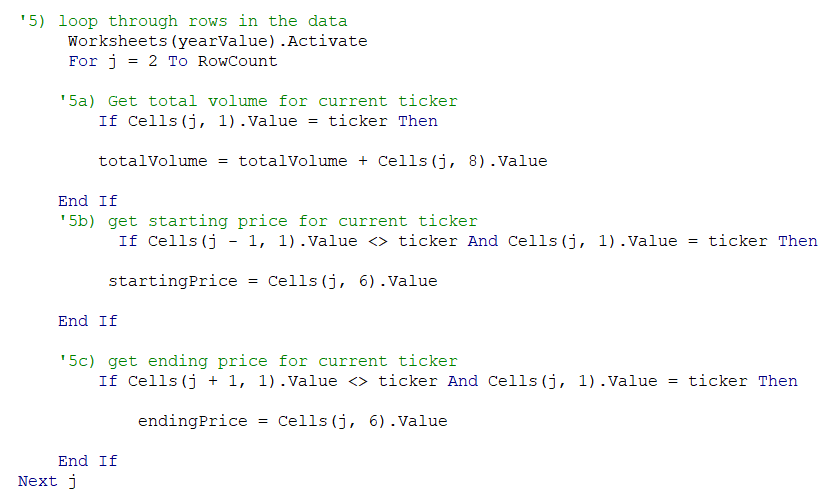 '5) loop through rows in the data
Worksheets(yearValue).Activate
For j = 2 To RowCount
'5a) Get total volume for current ticker
If Cells(j, 1).Value = ticker Then
totalVolume = totalVolume + Cells(j, 8).Value
End If
'5b) get starting price for current ticker
If Cells(j - 1, 1).Value <> ticker And Cells(j, 1).Value = ticker Then
startingPrice = Cells(j, 6).Value
End If
'5c) get ending price for current ticker
If Cells(j + 1, 1).Value <> ticker And Cells(j, 1).Value = ticker Then
endingPrice = Cells(j, 6).Value
End If
Next j